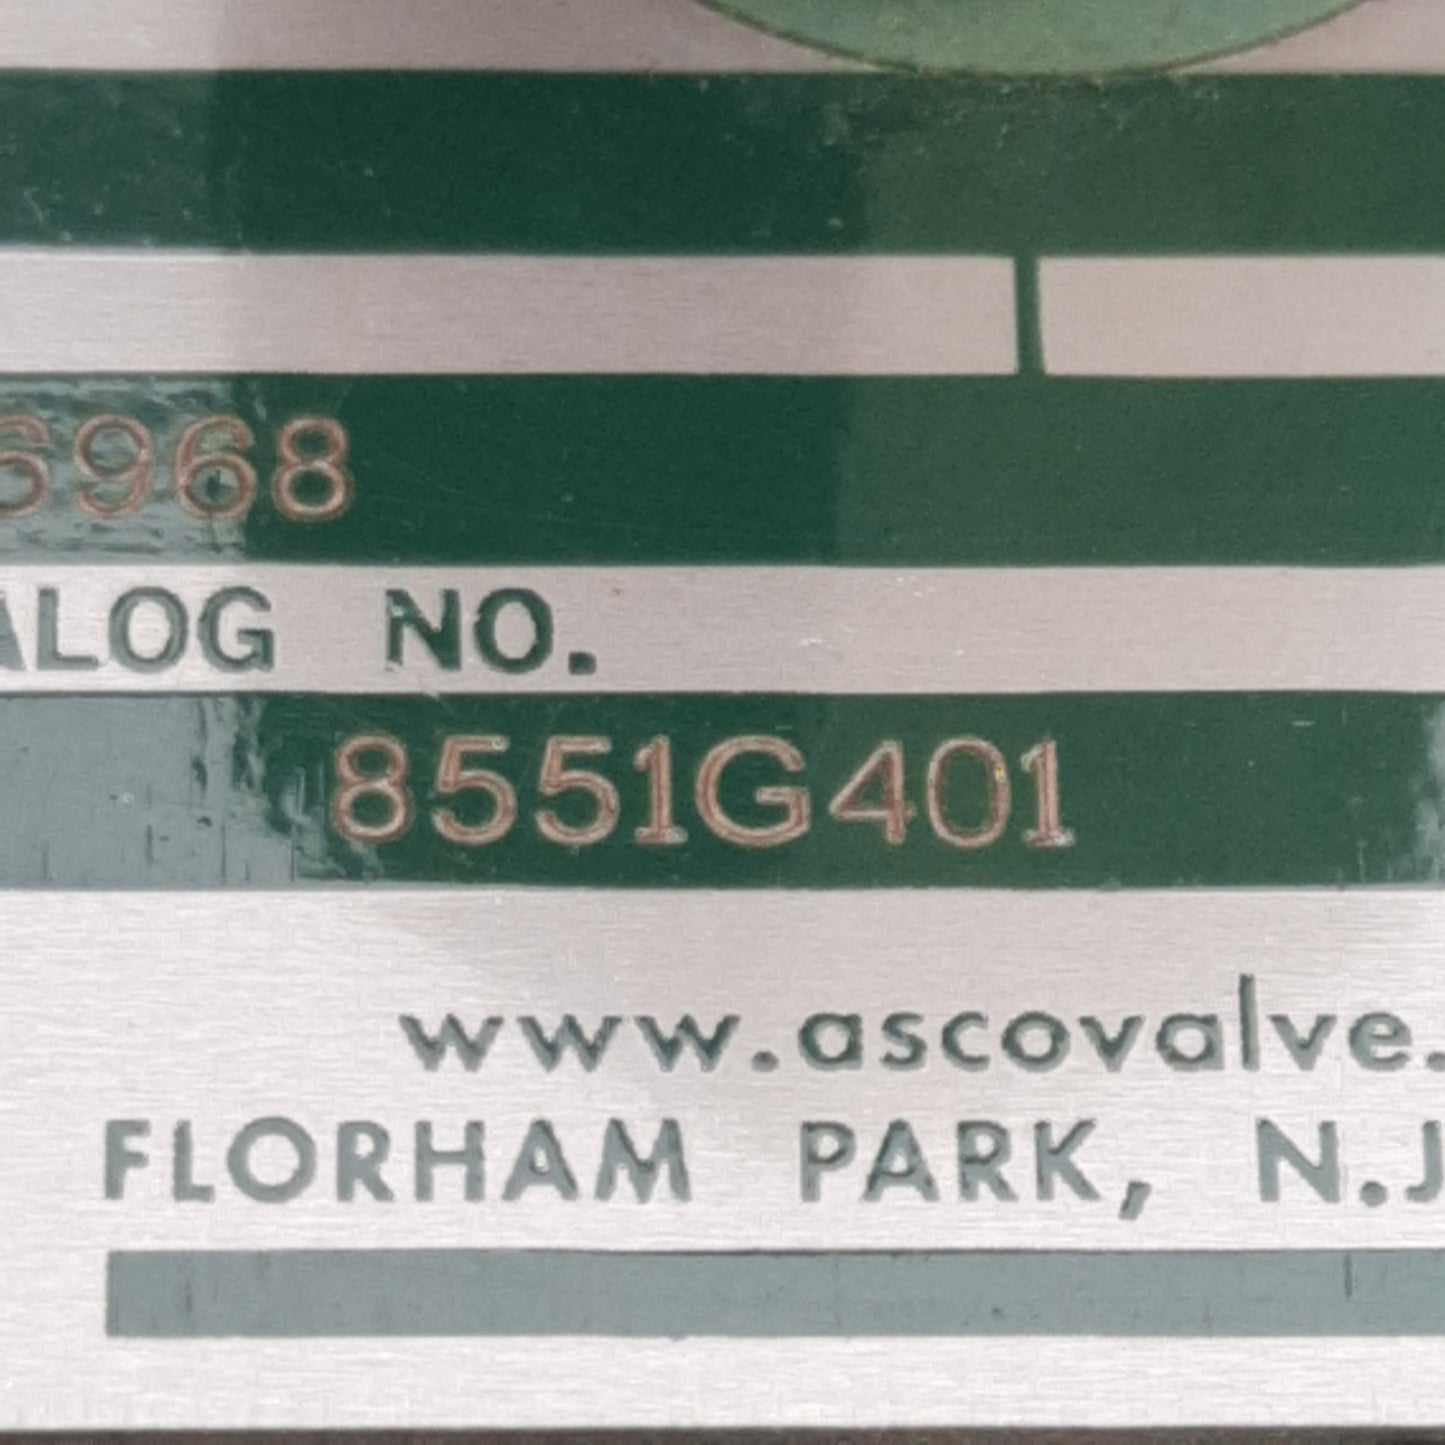 6968
ALOG NO.
8551G401
www.ascovalve.
FLORHAM PARK, N.J